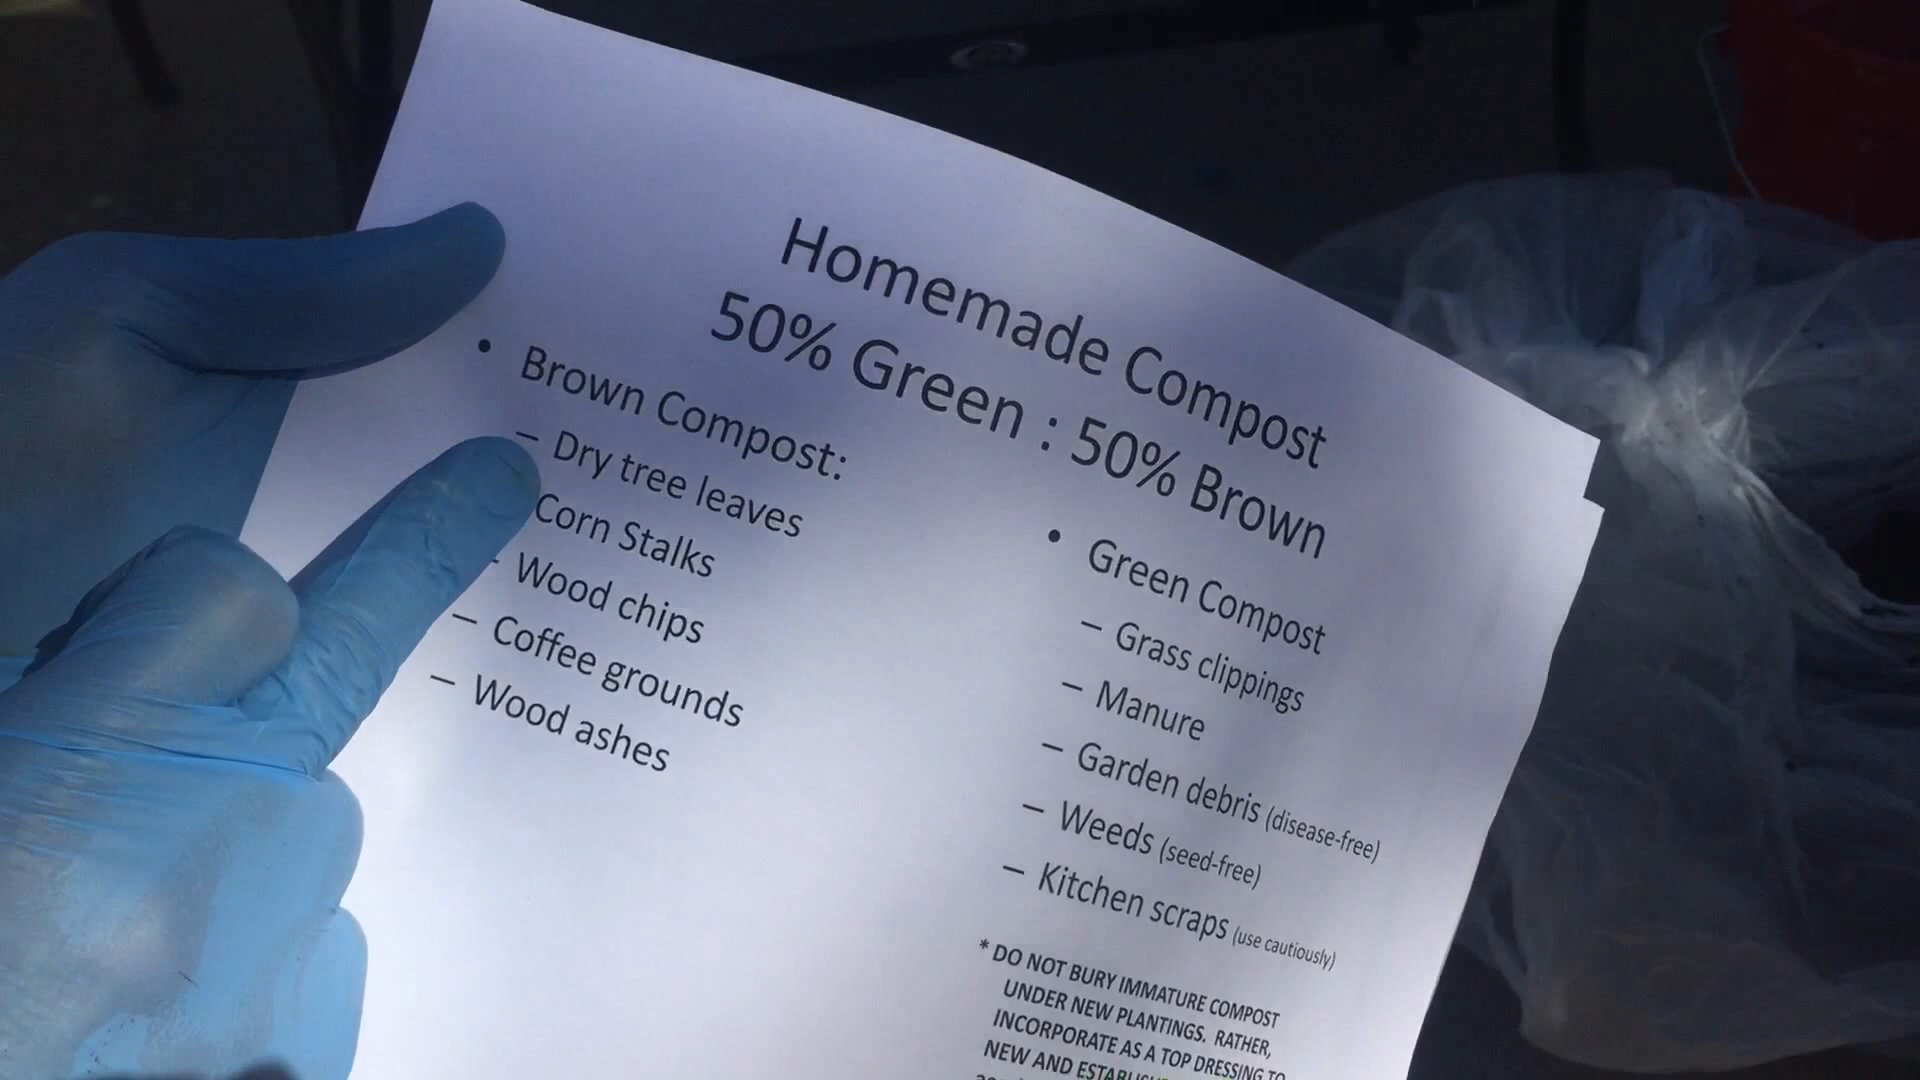 Homemade Compost
50% Green : 50% Brown
• Brown Compost:
– Dry tree leaves
Corn Stalks
- Wood chips
– Coffee grounds
– Wood ashes
• Green Compost
– Grass clippings
– Manure
– Garden debris (disease-free)
– Weeds (seed-free)
– Kitchen scraps (use cautiously)
* DO NOT BURY IMMATURE COMPOST
UNDER NEW PLANTINGS. RATHER,
INCORPORATE AS A TOP DRESSING TO
NEW AND